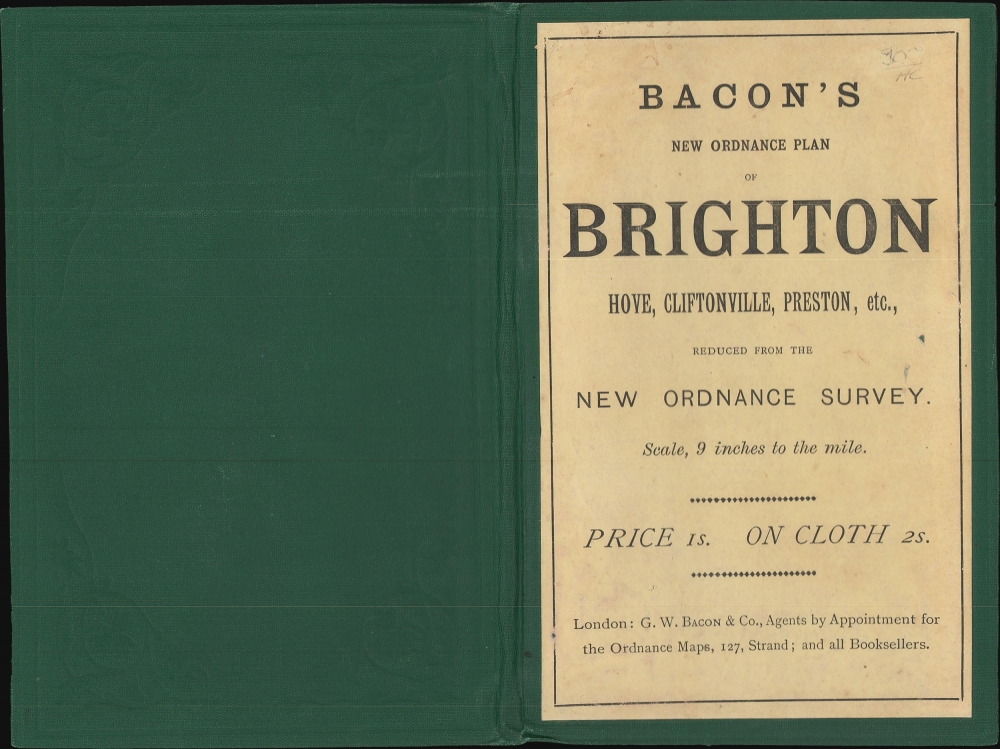 BACON'S
NEW ORDNANCE PLAN
OF
BRIGHTON
HOVE, CLIFTONVILLE, PRESTON, etc.,
REDUCED FROM THE
NEW ORDNANCE SURVEY.
Scale, 9 inches to the mile.
PRICE 1s. ON CLOTH 2s.
London: G. W. BACON & Co., Agents by Appointment for
the Ordnance Maps, 127, Strand; and all Booksellers.